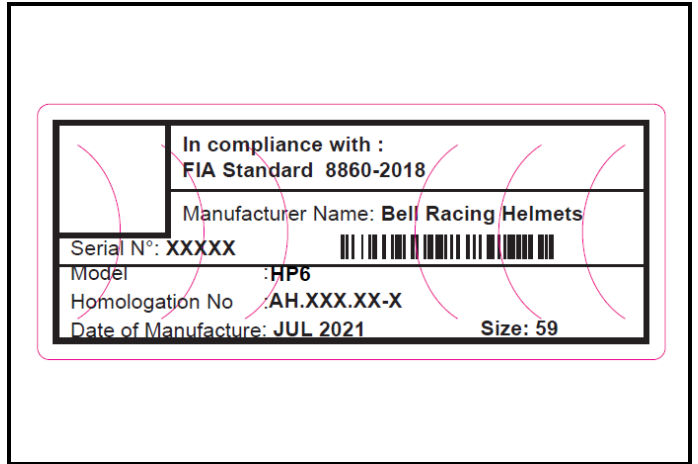 In compliance with :
FIA Standard 8860-2018
Manufacturer Name: Bell Racing Helmets
Serial N°: XXXXX
Model :HP6
Homologation No :AH.XXX.XX-X
Date of Manufacture: JUL 2021 Size: 59